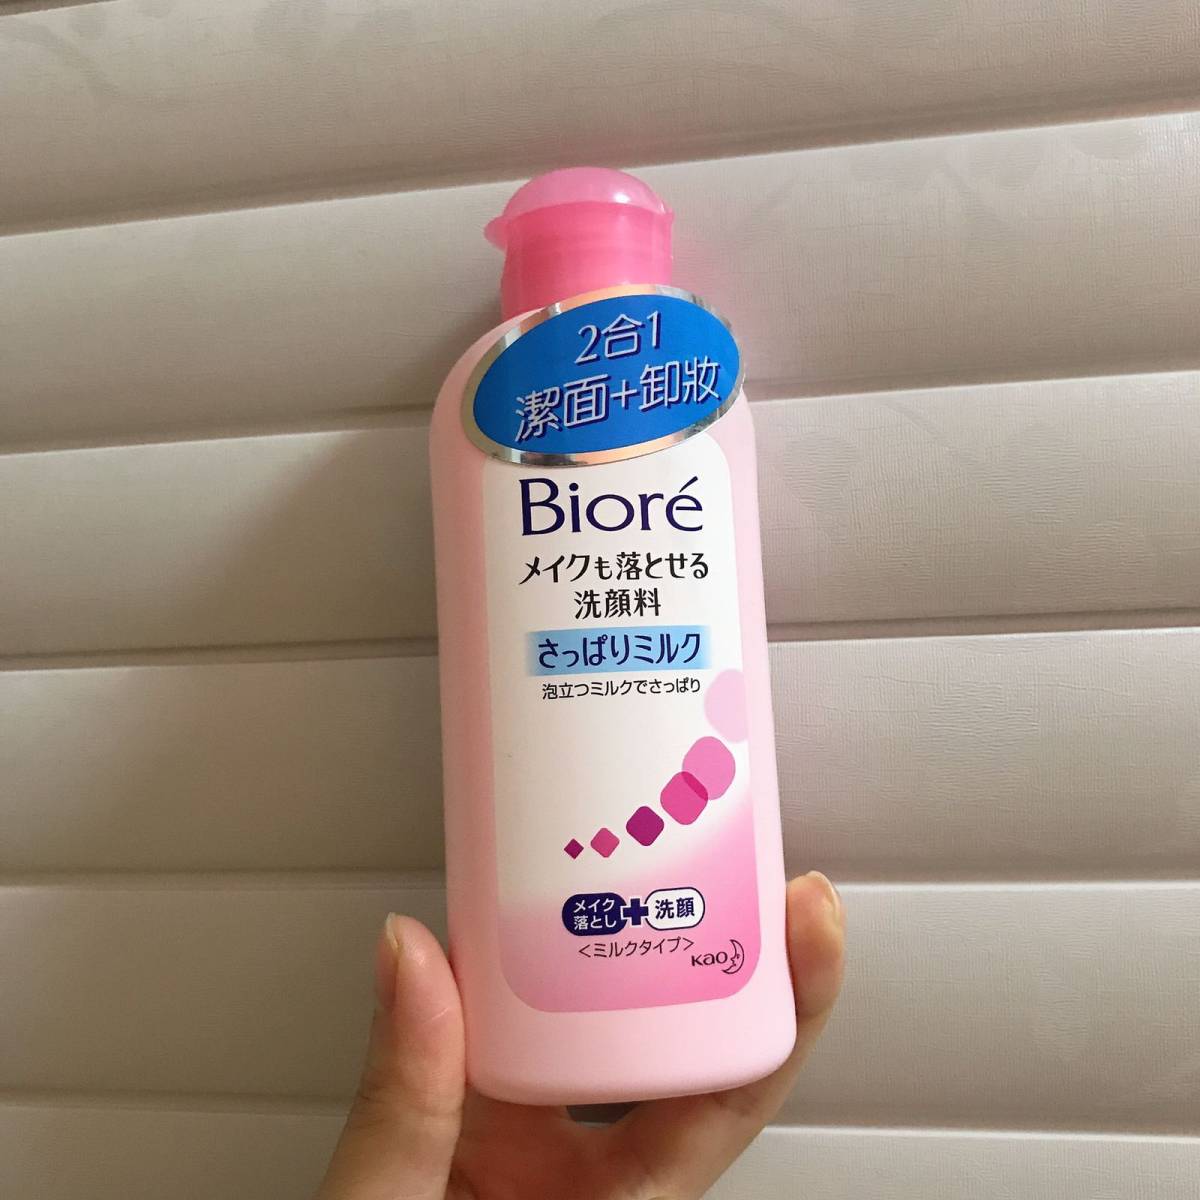 2合1
潔面+卸妝
Bioré
メイクも落とせる
洗顔料
さっぱりミルク
泡立つミルクでさっぱり
メイク
落とし+洗顔
<ミルクタイプ>
Kao